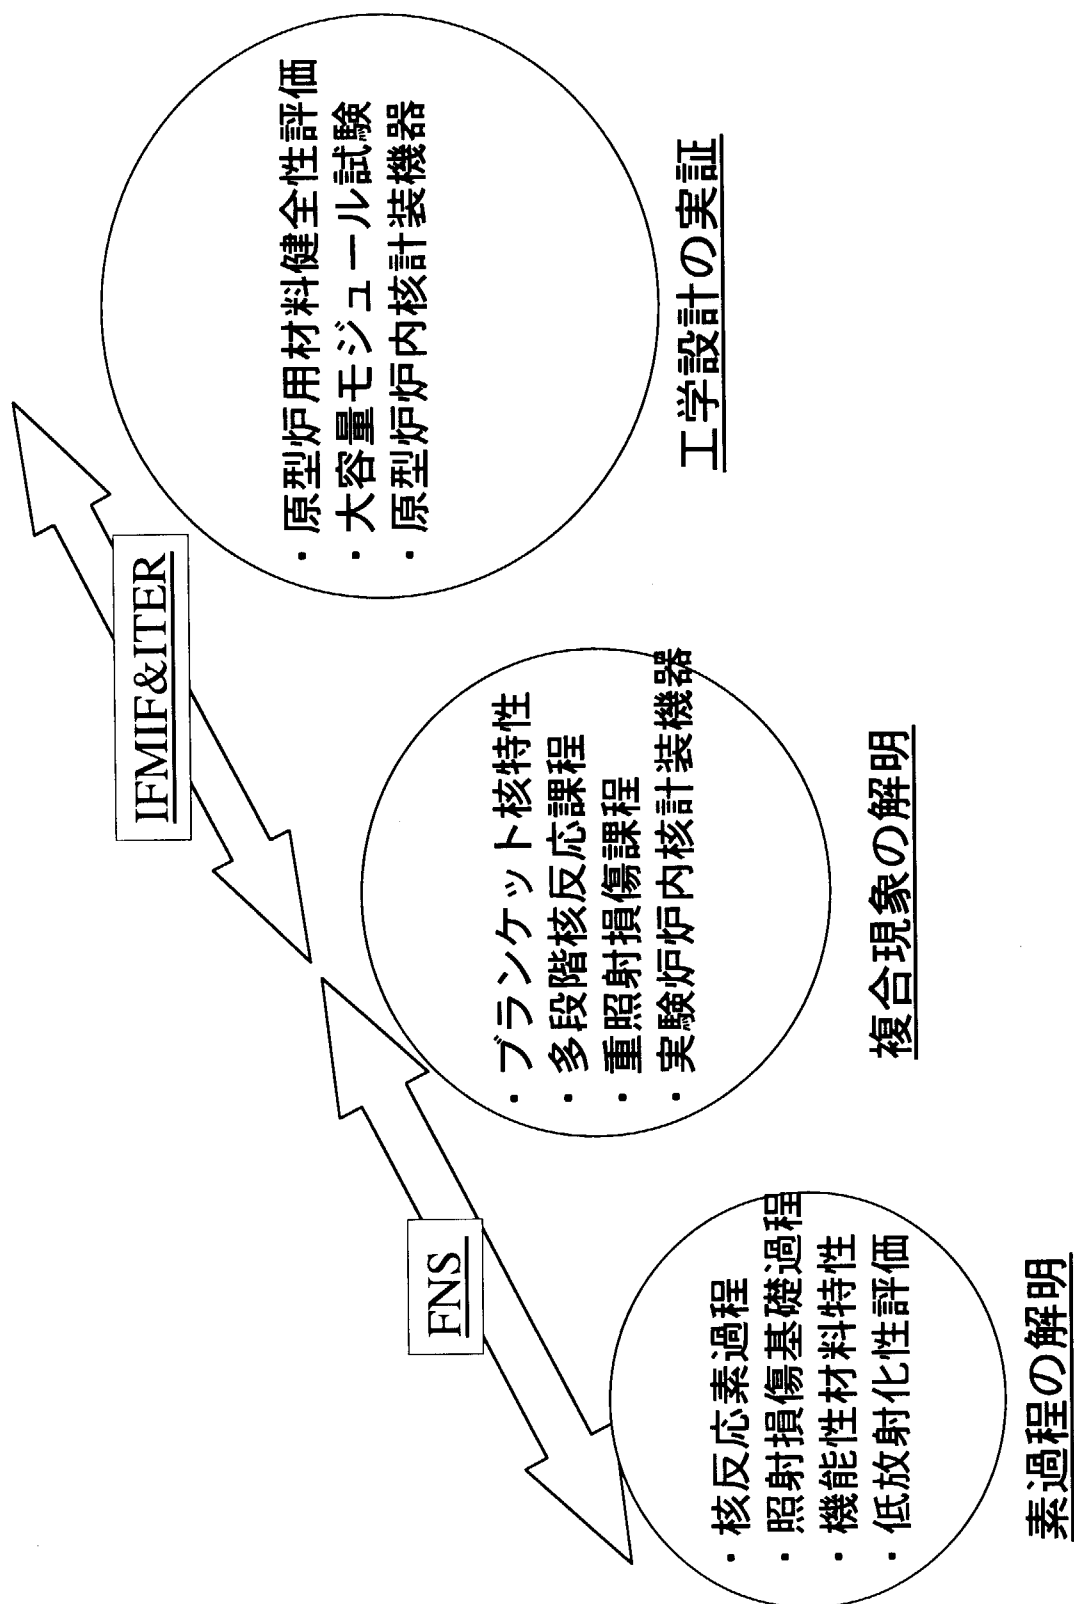 FNS
IFMIF&ITER
・核反応素過程
・照射損傷基礎過程
・機能性材料特性
・低放射化性評価
素過程の解明
・ブランケット核特性
・多段階核反応課程
・重照射損傷課程
・実験炉炉内核計装機器
複合現象の解明
・原型炉用材料健全性評価
・大容量モジュール試験
・原型炉炉内核計装機器
工学設計の実証